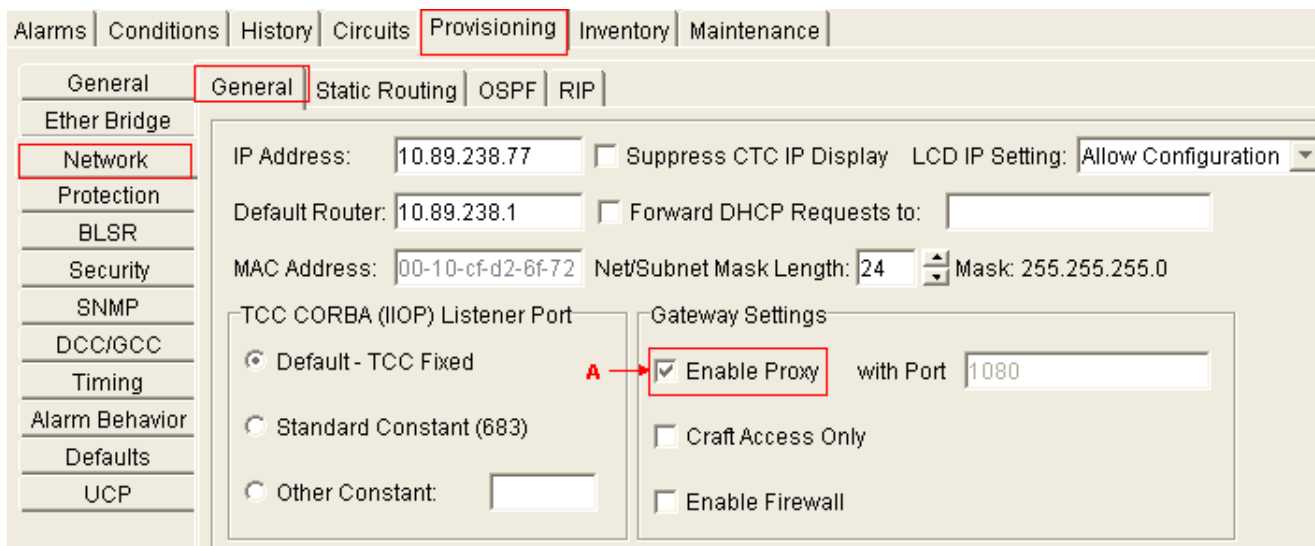 Alarms Conditions History Circuits Provisioning Inventory Maintenance
General
Ether Bridge
Network
Protection
BLSR
Security
SNMP
DCC/GCC
Timing
Alarm Behavior
Defaults
UCP
General Static Routing OSPF RIP
IP Address: 10.89.238.77 Suppress CTC IP Display LCD IP Setting: Allow Configuration
Default Router: 10.89.238.1 Forward DHCP Requests to:
MAC Address: 00-10-cf-d2-6f-72 Net/Subnet Mask Length: 24 Mask: 255.255.255.0
TCC CORBA (IIOP) Listener Port
Default - TCC Fixed
Standard Constant (683)
Other Constant:
Gateway Settings
A Enable Proxy with Port 1080
Craft Access Only
Enable Firewall